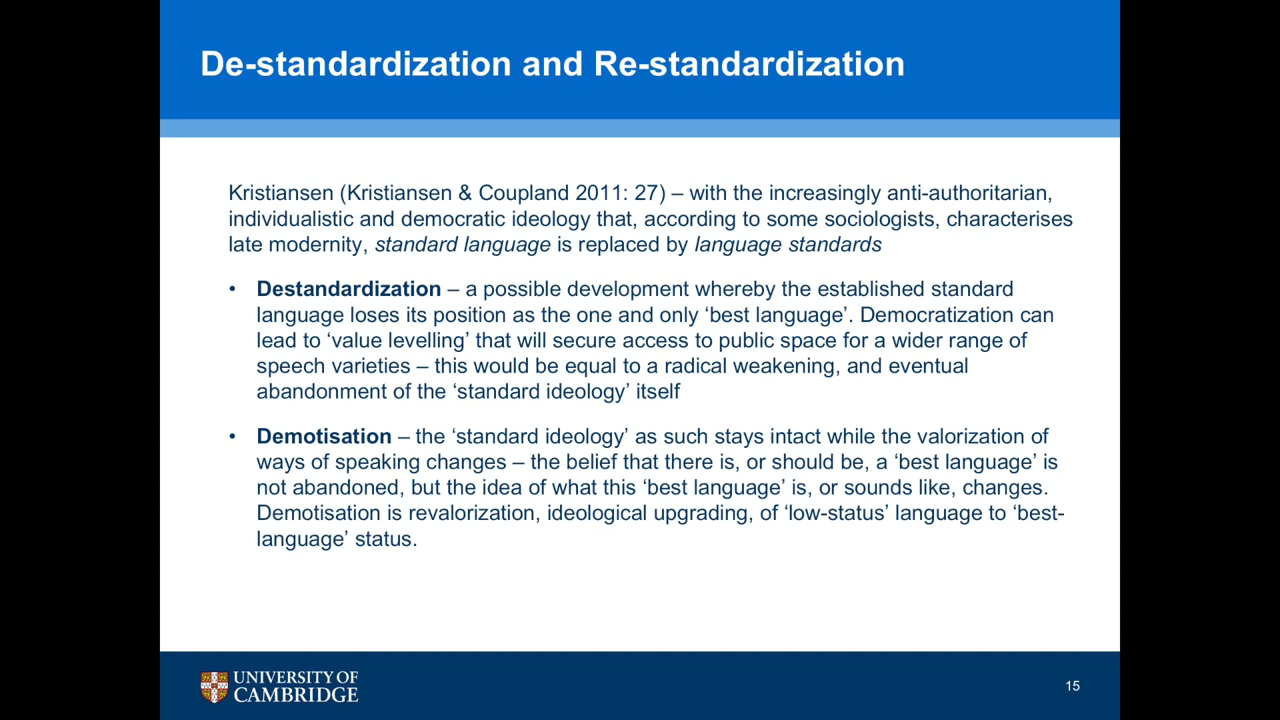 De-standardization and Re-standardization
Kristiansen (Kristiansen & Coupland 2011: 27) – with the increasingly anti-authoritarian,
individualistic and democratic ideology that, according to some sociologists, characterises
late modernity, standard language is replaced by language standards
• Destandardization – a possible development whereby the established standard
language loses its position as the one and only ‘best language’. Democratization can
lead to ‘value levelling’ that will secure access to public space for a wider range of
speech varieties – this would be equal to a radical weakening, and eventual
abandonment of the ‘standard ideology’ itself
• Demotisation – the ‘standard ideology’ as such stays intact while the valorization of
ways of speaking changes – the belief that there is, or should be, a ‘best language’ is
not abandoned, but the idea of what this ‘best language’ is, or sounds like, changes.
Demotisation is revalorization, ideological upgrading, of ‘low-status’ language to ‘best-
language’ status.
UNIVERSITY OF
CAMBRIDGE
15